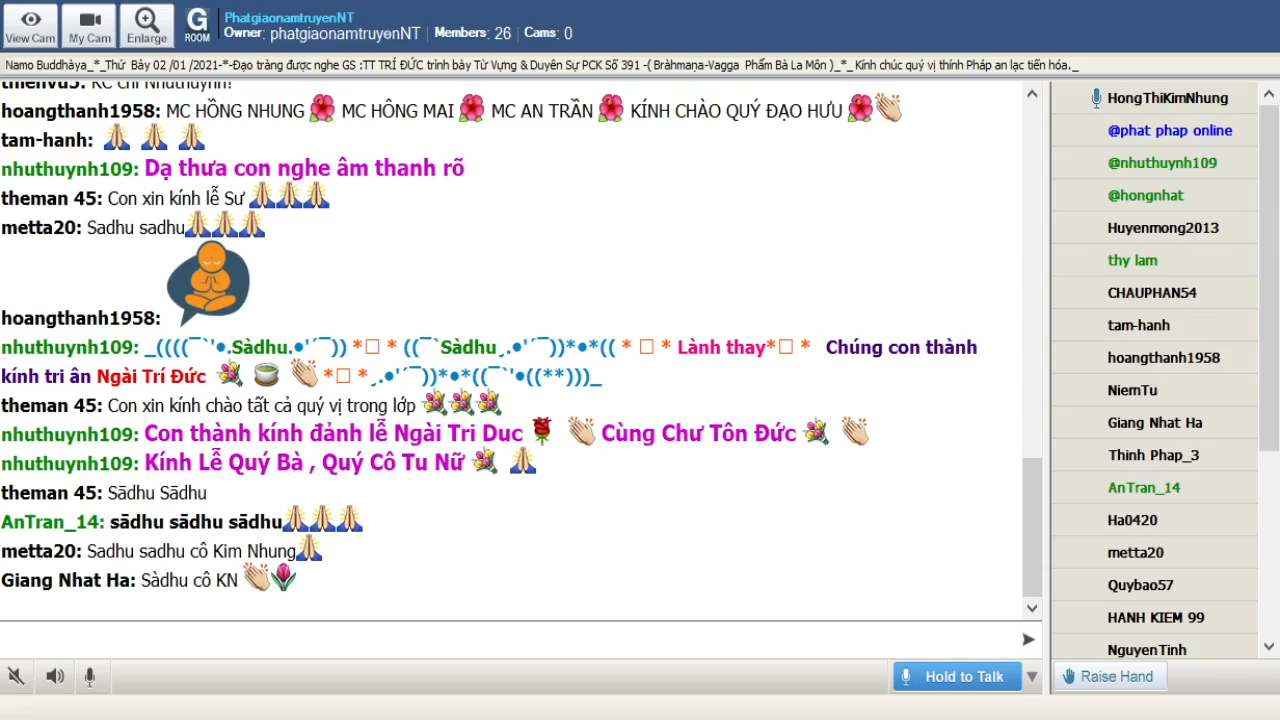 PhatgiaonamtruyenNT
Owner: phatgiaonamtruyenNT | Members: 26 | Cams: 0
View Cam
My Cam
Enlarge
G ROOM
Namo Buddhàya_*_Thứ Bảy 02 /01 /2021-*-Đạo tràng được nghe GS :TT TRÍ ĐỨC trình bày Từ Vựng & Duyên Sự PCK Số 391 -( Bràhmaṇa-Vagga Phẩm Bà La Môn )_*_ Kính chúc quý vị thính Pháp an lạc tiến hóa._
hoangthanh1958: MC HỒNG NHUNG MC HÔNG MAI MC AN TRẦN KÍNH CHÀO QUÝ ĐẠO HƯU
tam-hanh:
nhuthuynh109: Dạ thưa con nghe âm thanh rõ
theman 45: Con xin kính lễ Sư
metta20: Sadhu sadhu
hoangthanh1958:
nhuthuynh109: _((((¯`'•.Sàdhu.•'´¯)) *□ * ((¯`Sàdhu¸.•'´¯))*•*(( * □ * Lành thay*□ * Chúng con thành
kính tri ân Ngài Trí Đức *□ *¸.•'´¯))*•*((¯`'•((**)))_
theman 45: Con xin kính chào tất cả quý vị trong lớp
nhuthuynh109: Con thành kính đảnh lễ Ngài Tri Duc Cùng Chư Tôn Đức
nhuthuynh109: Kính Lễ Quý Bà , Quý Cô Tu Nữ
theman 45: Sādhu Sādhu
AnTran_14: sādhu sādhu sādhu
metta20: Sadhu sadhu cô Kim Nhung
Giang Nhat Ha: Sàdhu cô KN
Hold to Talk
HongThiKimNhung
@phat phap online
@nhuthuynh109
@hongnhat
Huyenmong2013
thy lam
CHAUPHAN54
tam-hanh
hoangthanh1958
NiemTu
Giang Nhat Ha
Thinh Phap_3
AnTran_14
Ha0420
metta20
Quybao57
HANH KIEM 99
NguyenTinh
Raise Hand